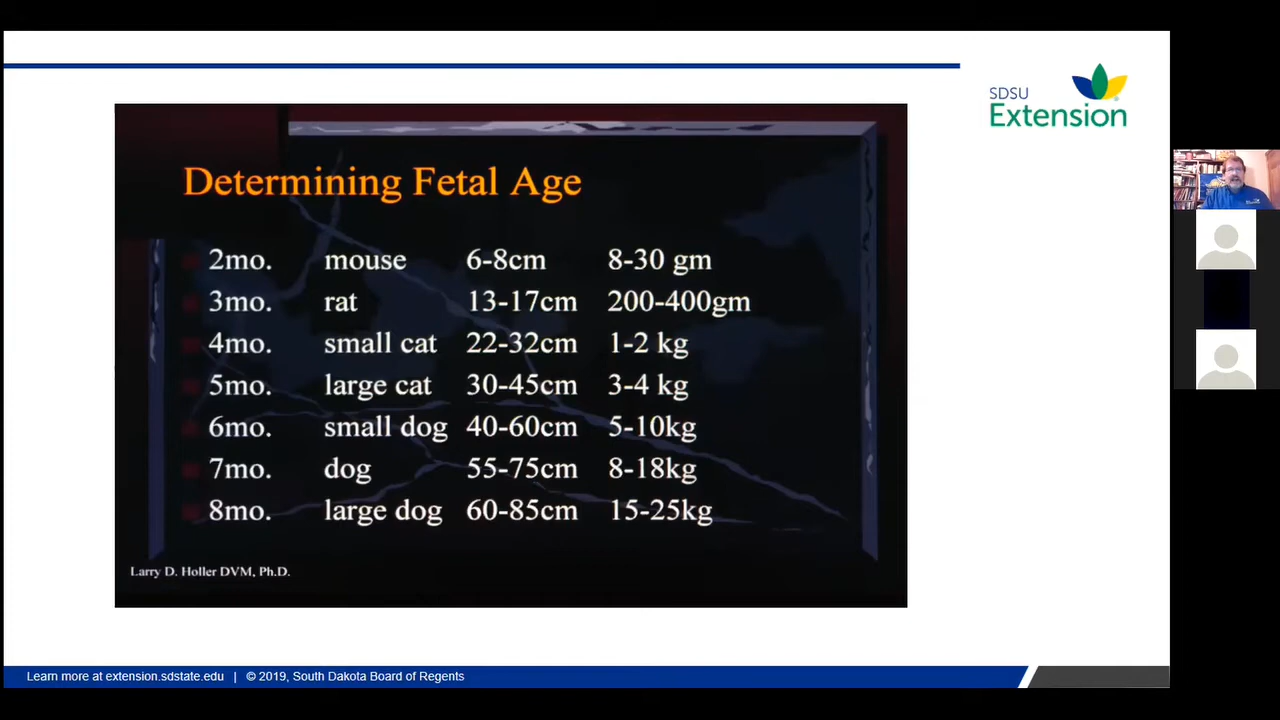 SDSU
Extension
Determining Fetal Age
2mo. mouse 6-8cm 8-30 gm
3mo. rat 13-17cm 200-400gm
4mo. small cat 22-32cm 1-2 kg
5mo. large cat 30-45cm 3-4 kg
6mo. small dog 40-60cm 5-10kg
7mo. dog 55-75cm 8-18kg
8mo. large dog 60-85cm 15-25kg
Larry D. Holler DVM, Ph.D.
Learn more at extension.sdstate.edu | © 2019, South Dakota Board of Regents